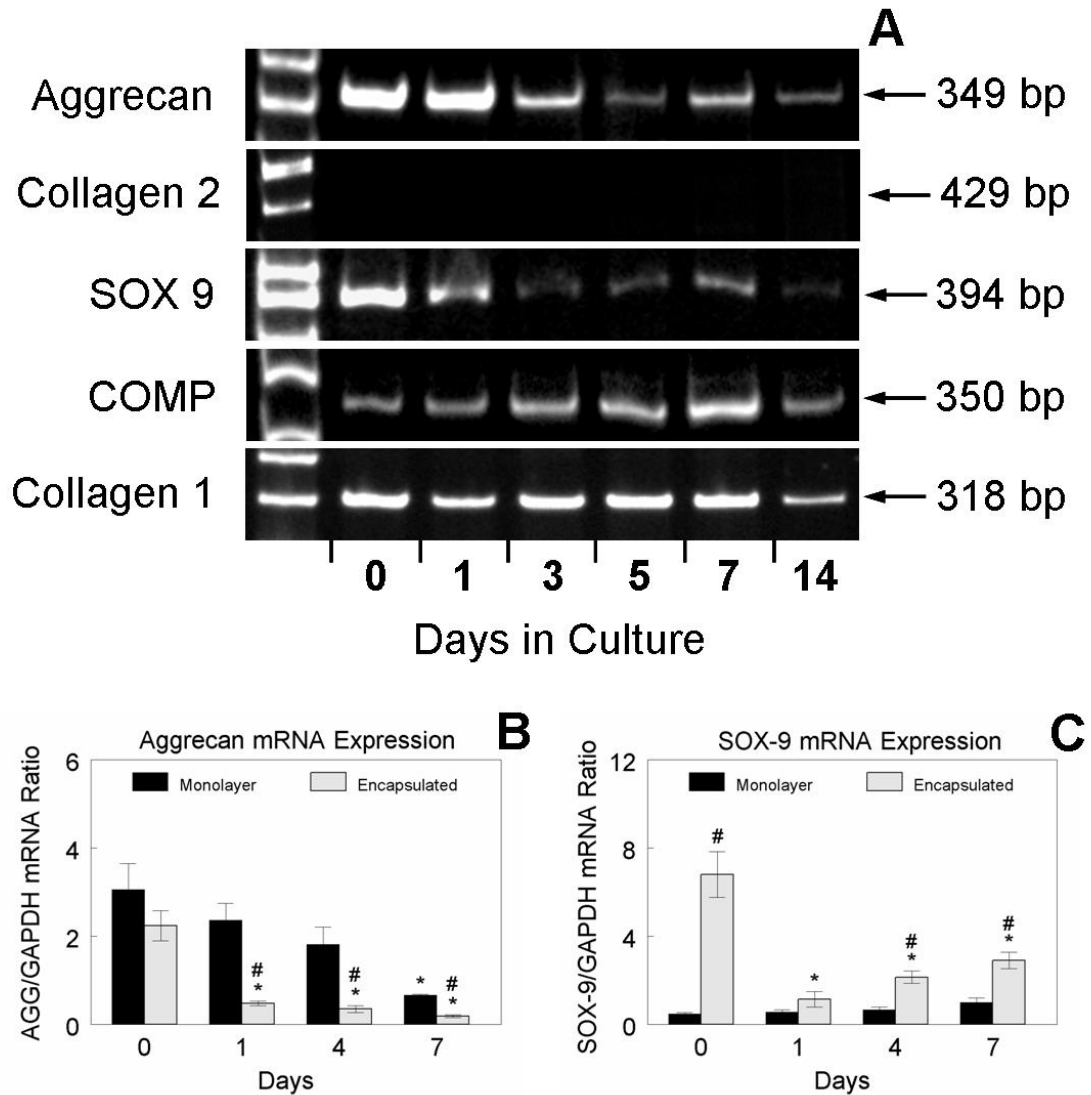 A
Aggrecan 349 bp
Collagen 2 429 bp
SOX 9 394 bp
COMP 350 bp
Collagen 1 318 bp
0 1 3 5 7 14
Days in Culture
B
Aggrecan mRNA Expression
AGG/GAPDH mRNA Ratio
6
4
2
0
Monolayer Encapsulated
# # #
* * * *
0 1 4 7
Days
C
SOX-9 mRNA Expression
SOX-9/GAPDH mRNA Ratio
12
8
4
0
Monolayer Encapsulated
# # #
* * *
0 1 4 7
Days